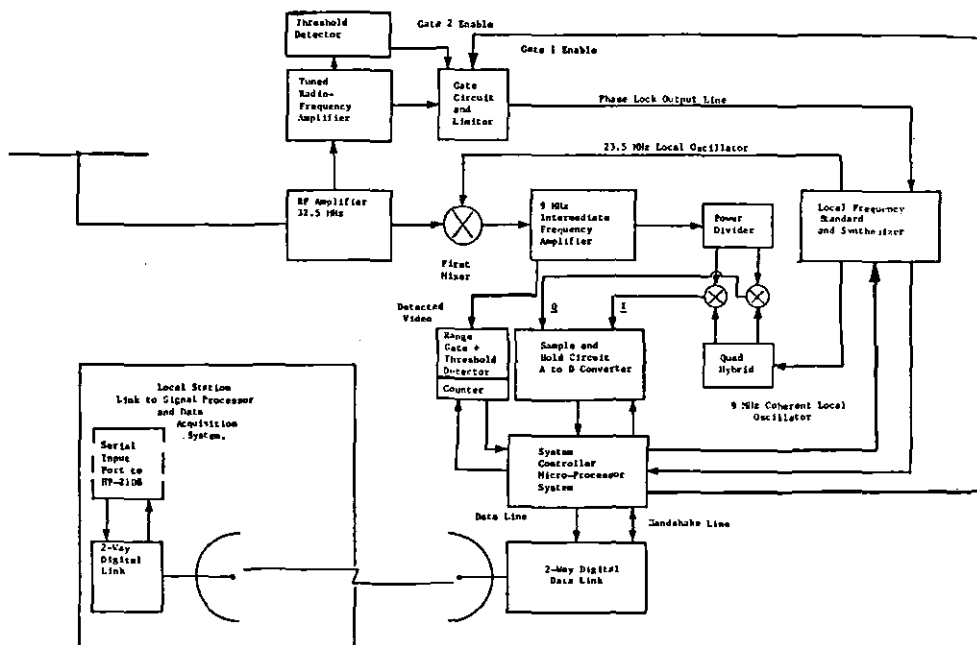 Threshold
Detector
Gate 2 Enable
Gate 1 Enable
Tuned
Radio-
Frequency
Amplifier
Gate
Circuit
and
Limitor
Phase Lock Output Line
23.5 MHz Local Oscillator
RF Amplifier
32.5 MHz
9 MHz
Intermediate
Frequency
Amplifier
Power
Divider
Local Frequency
Standard
and Synthesizer
First
Mixer
Detected
Video
Q
I
Range
Gate +
Threshold
Detector
Counter
Sample and
Hold Circuit
A to D Converter
Quad
Hybrid
9 MHz Coherent Local
Oscillator
Local Station
Link to Signal Processor
and Data
Acquisition
System.
Serial
Input
Port to
System
Controller
Micro-Processor
System
Data Line
Handshake Line
2-Way
Digital
Link
2-Way Digital
Data Link